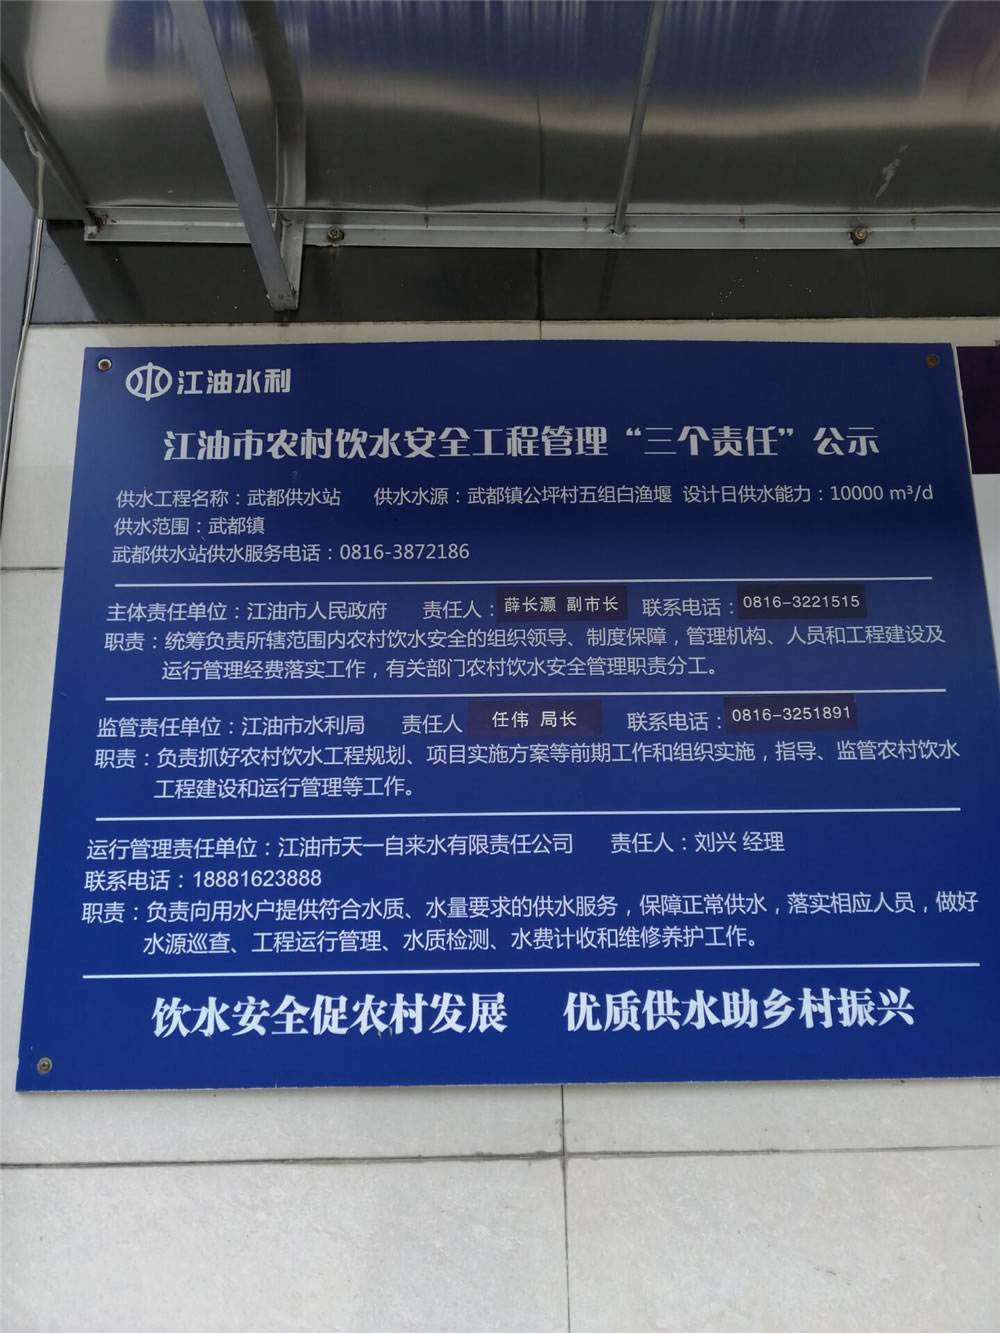 江油水利
江油市农村饮水安全工程管理“三个责任”公示
供水工程名称：武都供水站 供水水源：武都镇公坪村五组白渔堰 设计日供水能力：10000 m³/d
供水范围：武都镇
武都供水站供水服务电话：0816-3872186
主体责任单位：江油市人民政府 责任人：薛长灏 副市长 联系电话：0816-3221515
职责：统筹负责所辖范围内农村饮水安全的组织领导、制度保障，管理机构、人员和工程建设及
运行管理经费落实工作，有关部门农村饮水安全管理职责分工。
监管责任单位：江油市水利局 责任人 任伟 局长 联系电话：0816-3251891
职责：负责抓好农村饮水工程规划、项目实施方案等前期工作和组织实施，指导、监管农村饮水
工程建设和运行管理等工作。
运行管理责任单位：江油市天一自来水有限责任公司 责任人：刘兴 经理
联系电话：18881623888
职责：负责向用水户提供符合水质、水量要求的供水服务，保障正常供水，落实相应人员，做好
水源巡查、工程运行管理、水质检测、水费计收和维修养护工作。
饮水安全促农村发展 优质供水助乡村振兴